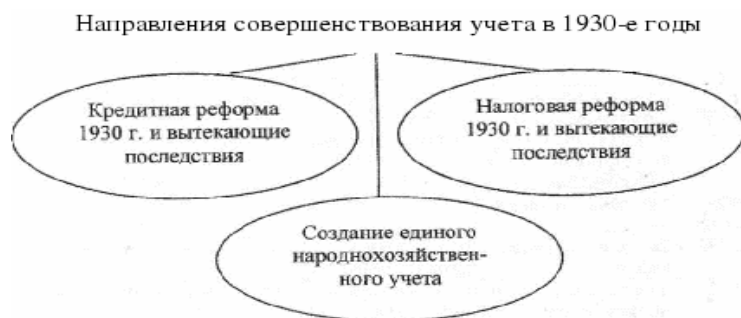 Направления совершенствования учета в 1930-е годы
Кредитная реформа
1930 г. и вытекающие
последствия
Налоговая реформа
1930 г. и вытекающие
последствия
Создание единого
народнохозяйствен-
ного учета